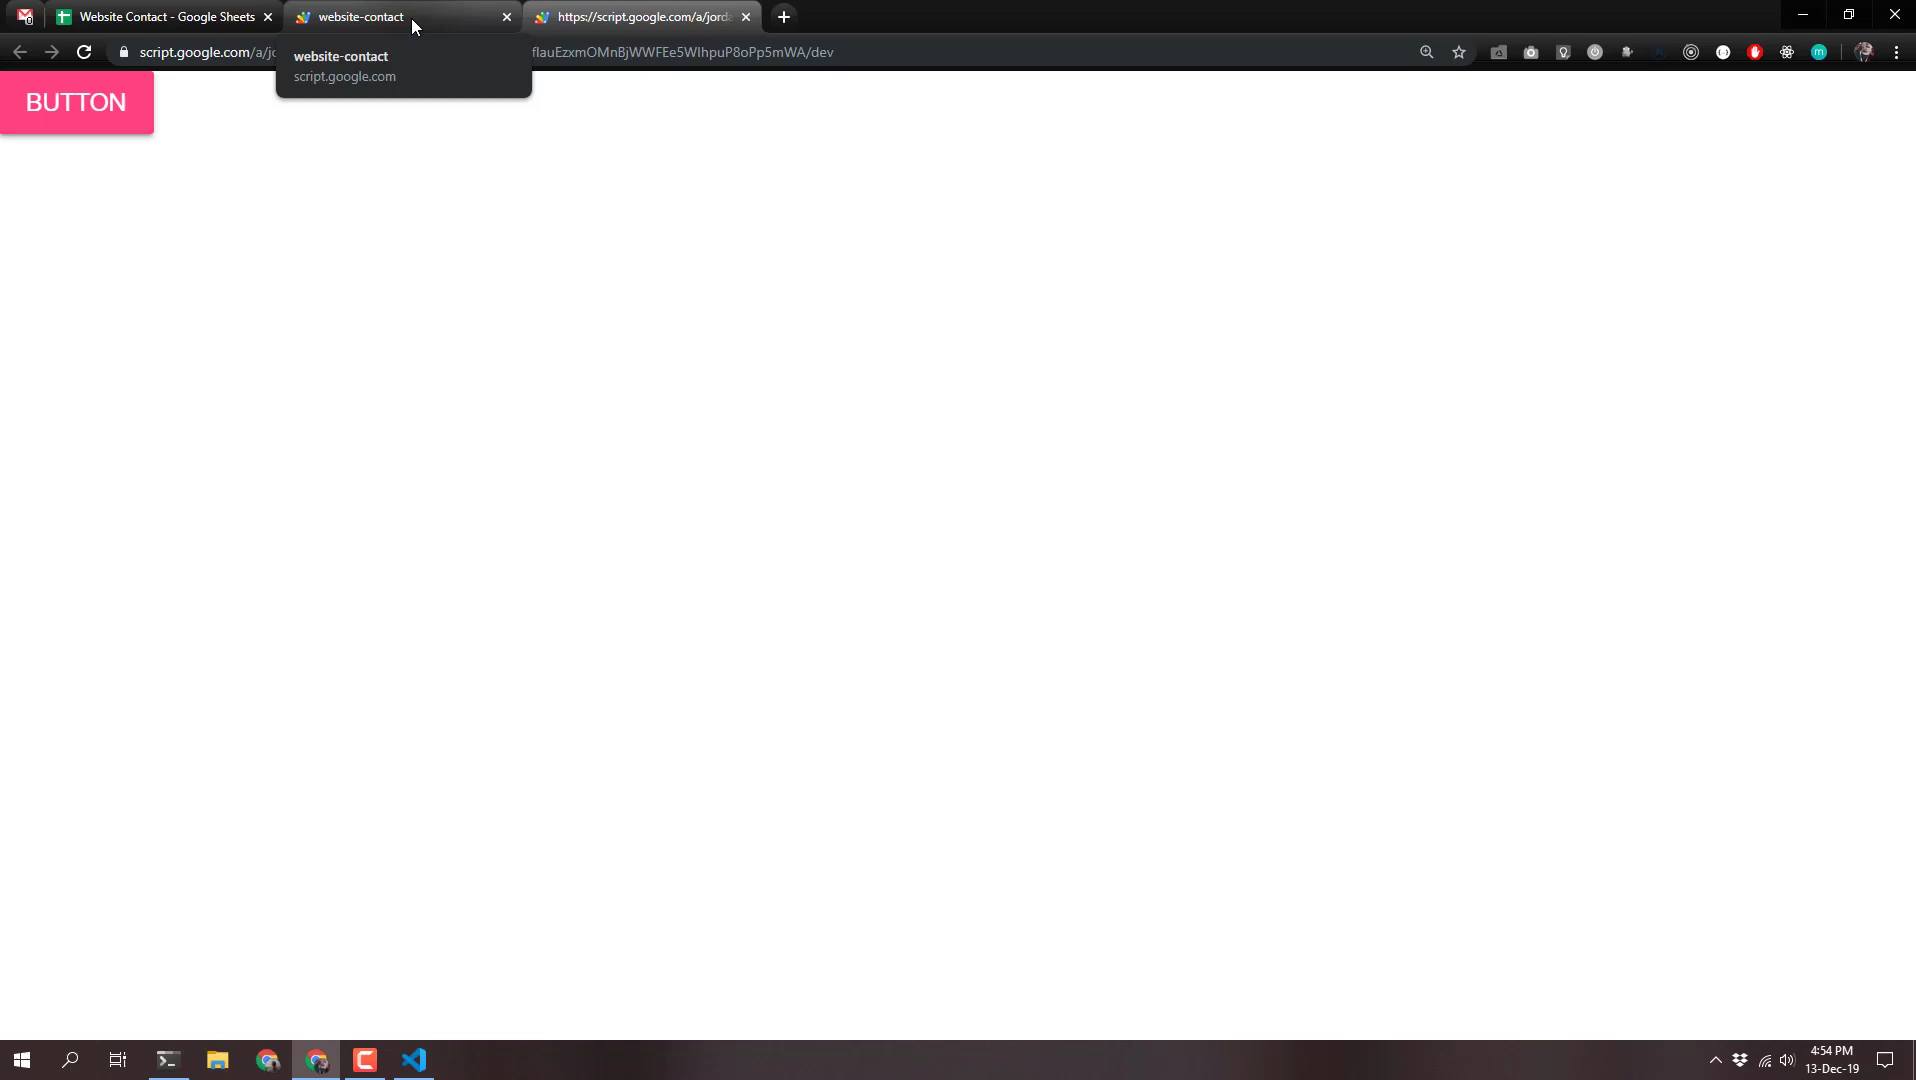 Website Contact - Google Sheets
website-contact
https://script.google.com/a/jord
script.google.com/a/jc
fIauEzxmOMnBjWWFEe5WIhpuP8oPp5mWA/dev
website-contact
script.google.com
BUTTON
4:54 PM
13-Dec-19